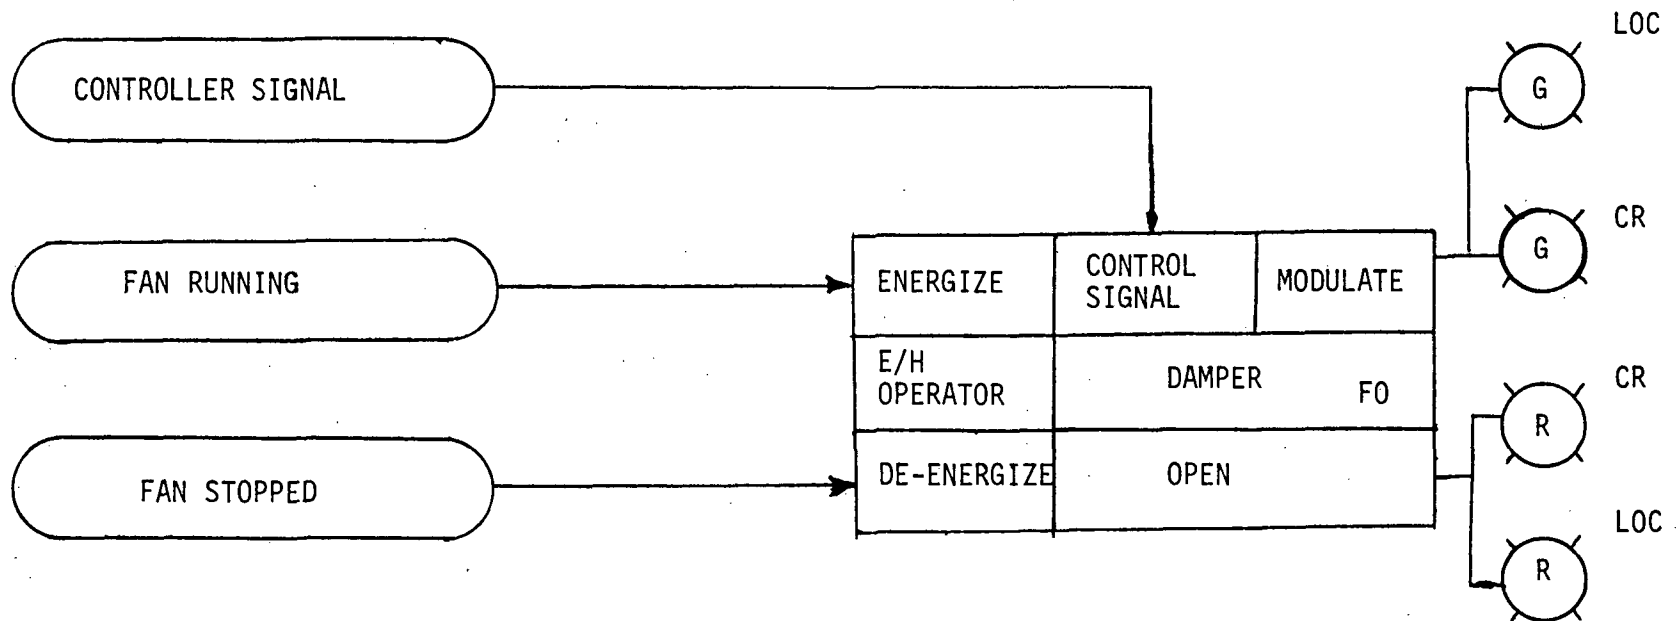 LOC
CONTROLLER SIGNAL
G
CR
FAN RUNNING
ENERGIZE
CONTROL
SIGNAL
MODULATE
G
E/H
OPERATOR
DAMPER
FO
CR
R
FAN STOPPED
DE-ENERGIZE
OPEN
LOC
R